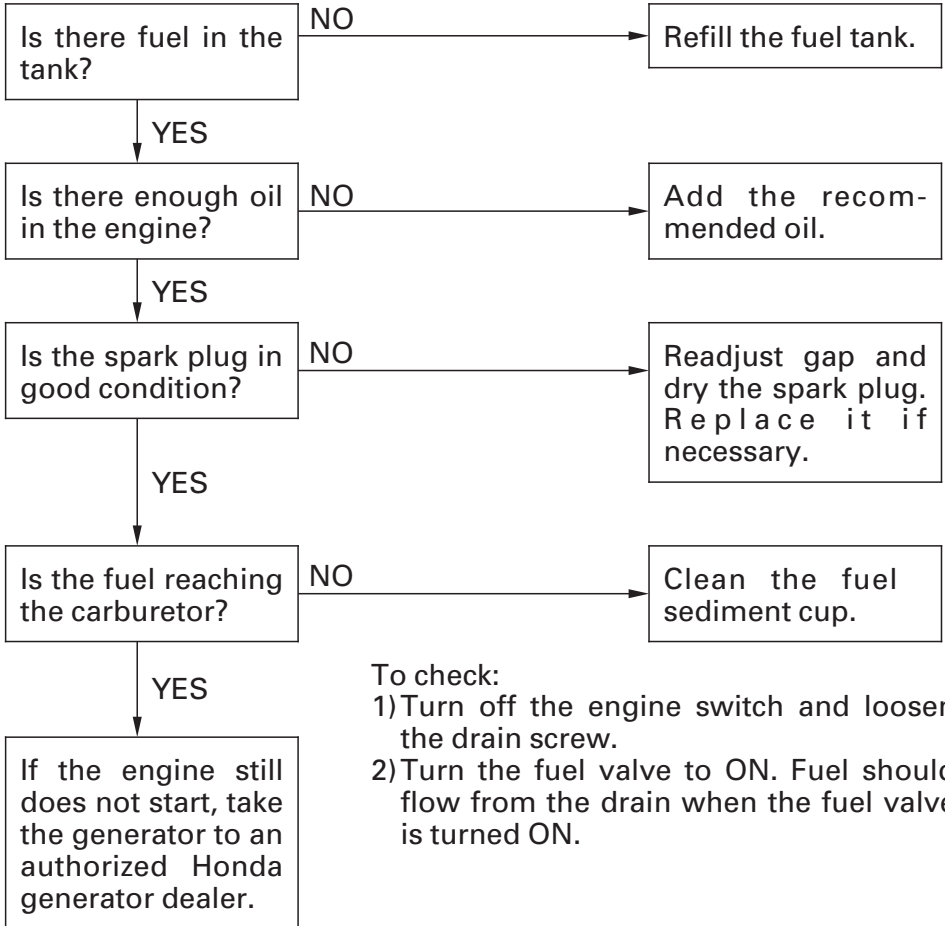 Is there fuel in the
tank?
NO
Refill the fuel tank.
YES
Is there enough oil
in the engine?
NO
Add the recom-
mended oil.
YES
Is the spark plug in
good condition?
NO
Readjust gap and
dry the spark plug.
Replace it if
necessary.
YES
Is the fuel reaching
the carburetor?
NO
Clean the fuel
sediment cup.
YES
To check:
1) Turn off the engine switch and loosen
the drain screw.
2) Turn the fuel valve to ON. Fuel should
flow from the drain when the fuel valve
is turned ON.
If the engine still
does not start, take
the generator to an
authorized Honda
generator dealer.